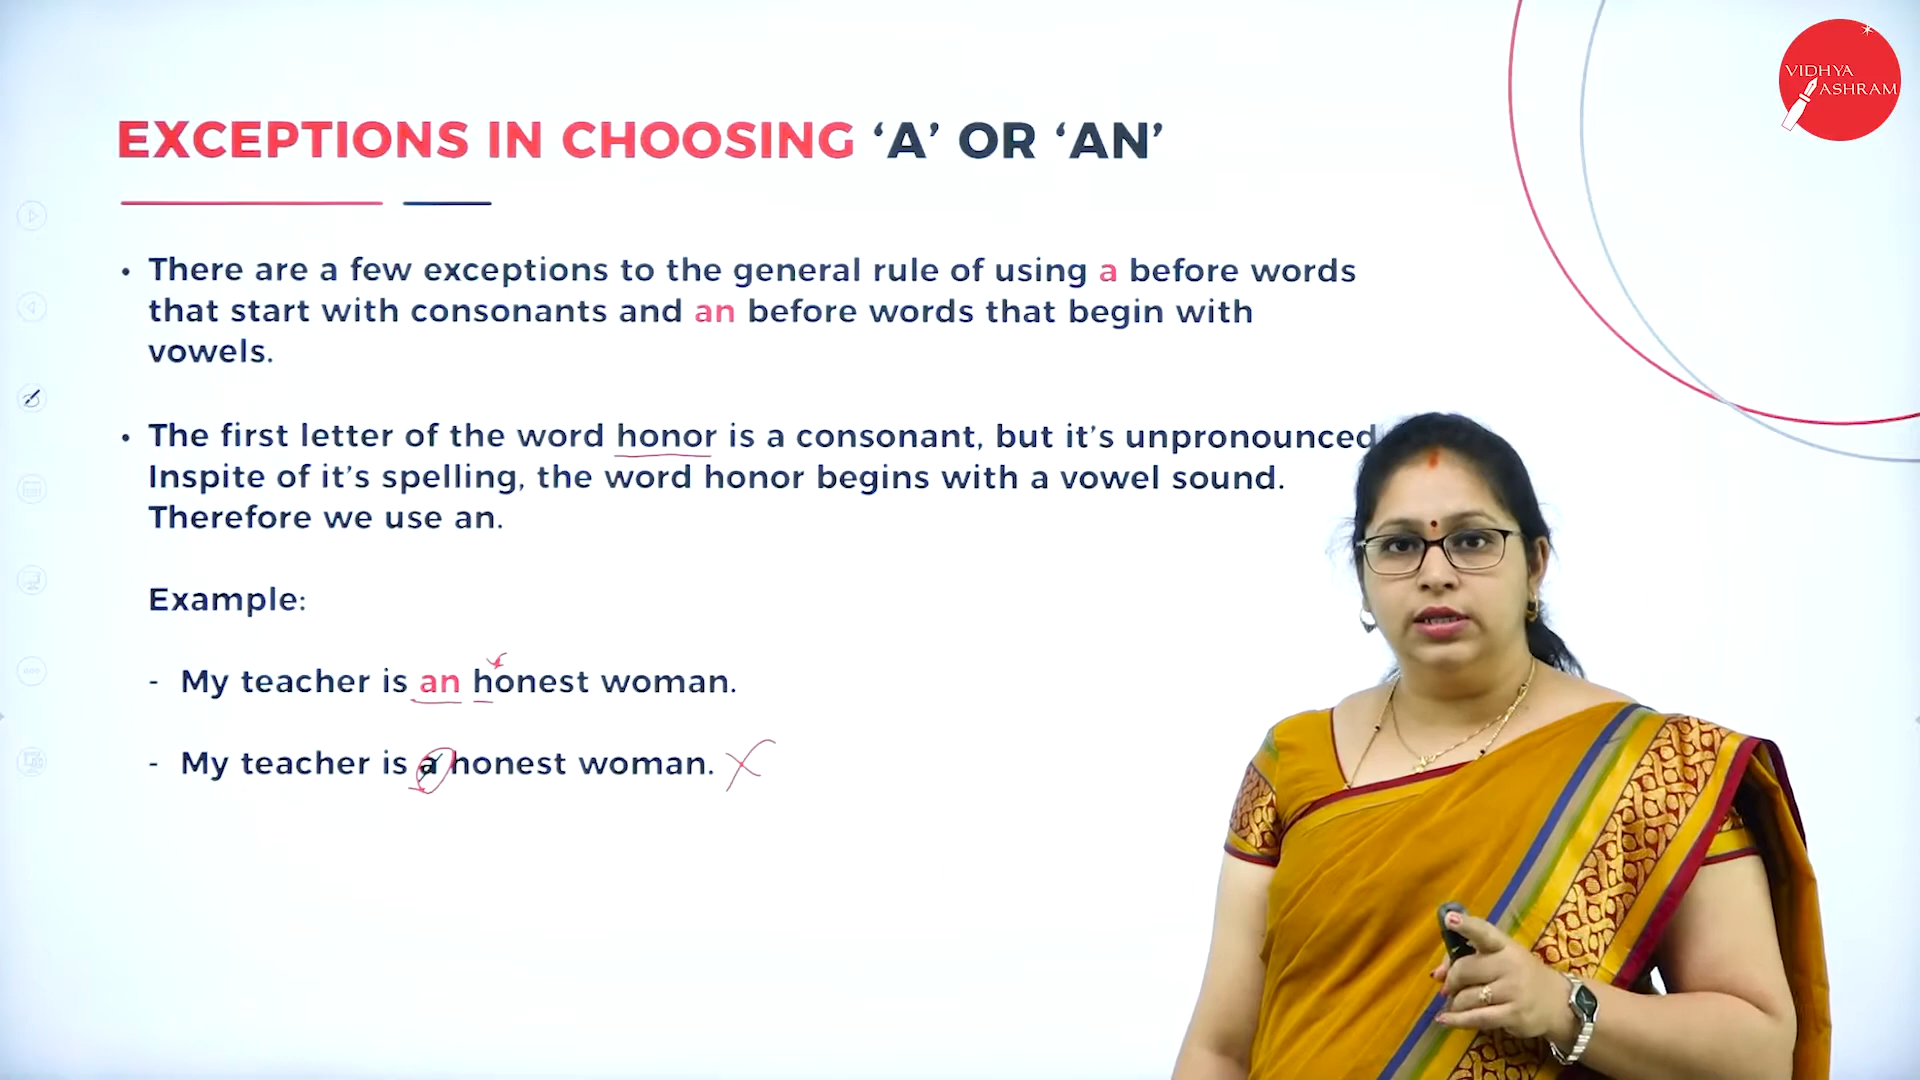 VIDHYA
ASHRAM
EXCEPTIONS IN CHOOSING ‘A’ OR ‘AN’
• There are a few exceptions to the general rule of using a before words
that start with consonants and an before words that begin with
vowels.
• The first letter of the word honor is a consonant, but it’s unpronounced
Inspite of it’s spelling, the word honor begins with a vowel sound.
Therefore we use an.
Example:
- My teacher is an honest woman.
- My teacher is a honest woman.